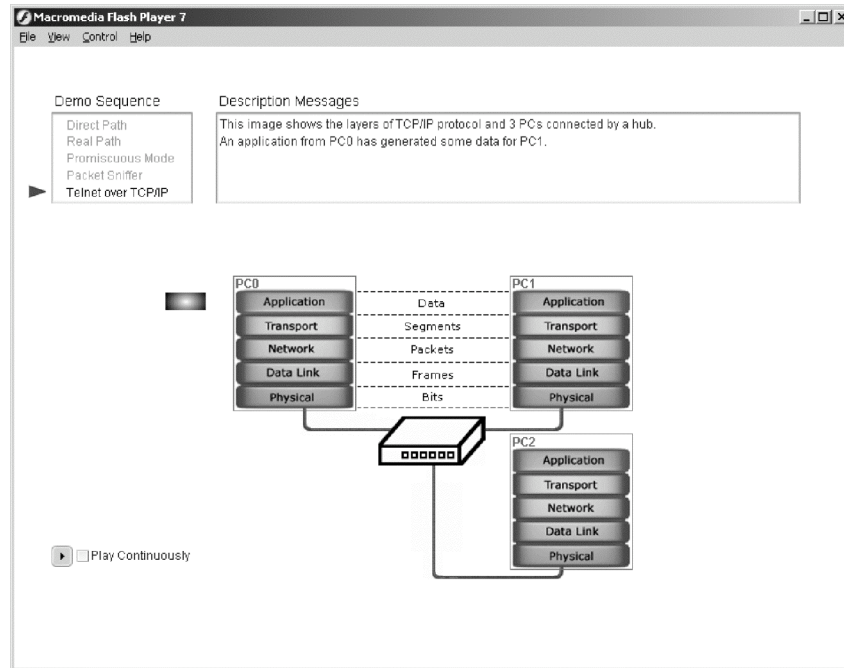 Macromedia Flash Player 7
File View Control Help
Demo Sequence
Direct Path
Real Path
Promiscuous Mode
Packet Sniffer
Telnet over TCP/IP
Description Messages
This image shows the layers of TCP/IP protocol and 3 PCs connected by a hub.
An application from PC0 has generated some data for PC1.
PC0
Application
Transport
Network
Data Link
Physical
Data
Segments
Packets
Frames
Bits
PC1
Application
Transport
Network
Data Link
Physical
PC2
Application
Transport
Network
Data Link
Physical
Play Continuously